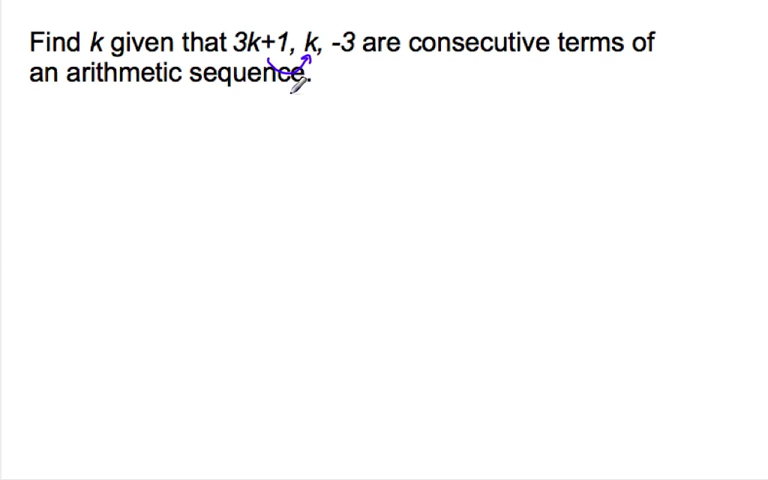 Find k given that 3k+1, k, -3 are consecutive terms of
an arithmetic sequence.